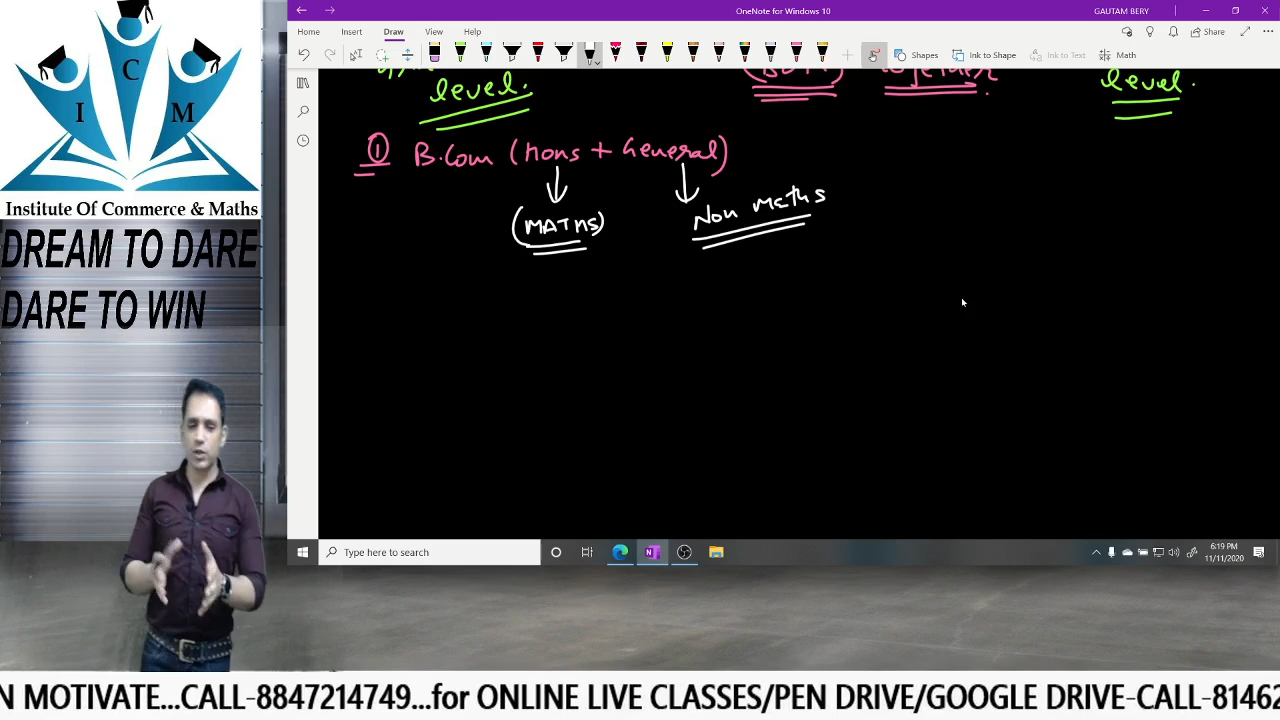 C
I
M
Institute Of Commerce & Maths
DREAM TO DARE
DARE TO WIN
OneNote for Windows 10
GAUTAM BERY
Home Insert Draw View Help
Share
Shapes Ink to Shape Ink to Text Math
level. level.
① B.Com (Hons + General)
(MATHS) Non Maths
Type here to search
6:19 PM
11/11/2020
N MOTIVATE...CALL-8847214749...for ONLINE LIVE CLASSES/PEN DRIVE/GOOGLE DRIVE-CALL-81462